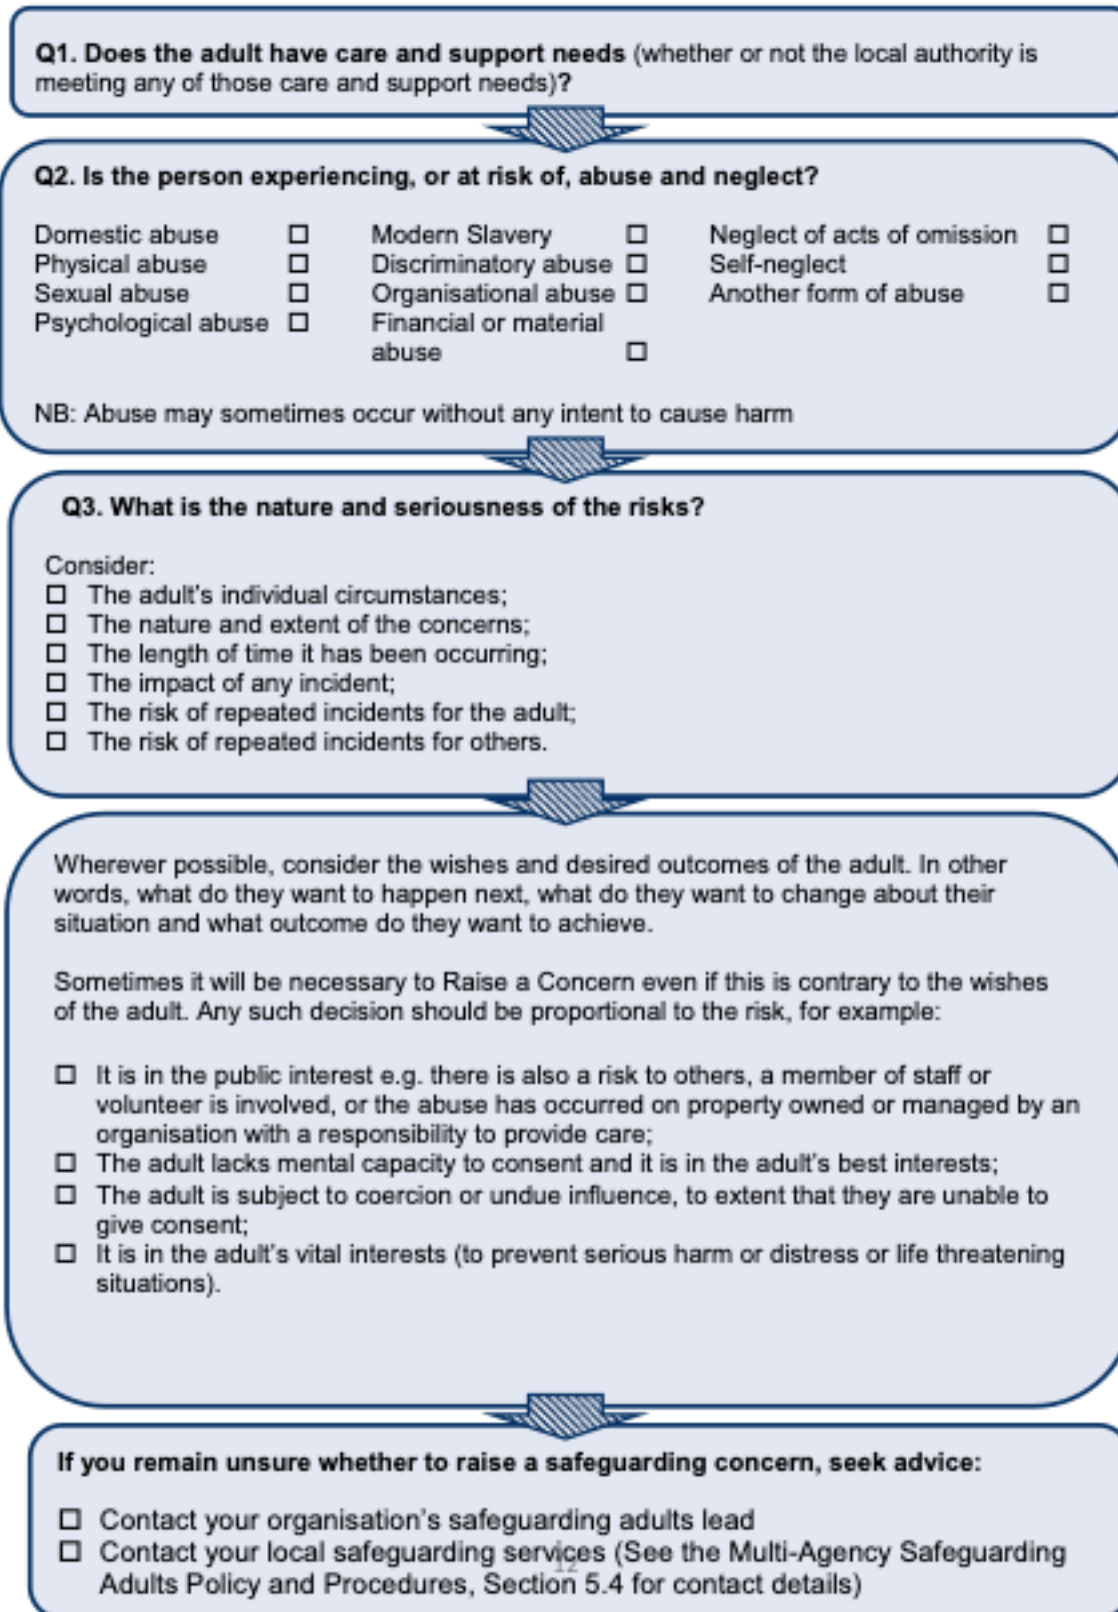 Q1. Does the adult have care and support needs (whether or not the local authority is
meeting any of those care and support needs)?
Q2. Is the person experiencing, or at risk of, abuse and neglect?
Domestic abuse ☐ Modern Slavery ☐ Neglect of acts of omission ☐
Physical abuse ☐ Discriminatory abuse ☐ Self-neglect ☐
Sexual abuse ☐ Organisational abuse ☐ Another form of abuse ☐
Psychological abuse ☐ Financial or material
abuse ☐
NB: Abuse may sometimes occur without any intent to cause harm
Q3. What is the nature and seriousness of the risks?
Consider:
☐ The adult's individual circumstances;
☐ The nature and extent of the concerns;
☐ The length of time it has been occurring;
☐ The impact of any incident;
☐ The risk of repeated incidents for the adult;
☐ The risk of repeated incidents for others.
Wherever possible, consider the wishes and desired outcomes of the adult. In other
words, what do they want to happen next, what do they want to change about their
situation and what outcome do they want to achieve.
Sometimes it will be necessary to Raise a Concern even if this is contrary to the wishes
of the adult. Any such decision should be proportional to the risk, for example:
☐ It is in the public interest e.g. there is also a risk to others, a member of staff or
volunteer is involved, or the abuse has occurred on property owned or managed by an
organisation with a responsibility to provide care;
☐ The adult lacks mental capacity to consent and it is in the adult's best interests;
☐ The adult is subject to coercion or undue influence, to extent that they are unable to
give consent;
☐ It is in the adult's vital interests (to prevent serious harm or distress or life threatening
situations).
If you remain unsure whether to raise a safeguarding concern, seek advice:
☐ Contact your organisation's safeguarding adults lead
☐ Contact your local safeguarding services (See the Multi-Agency Safeguarding
12
Adults Policy and Procedures, Section 5.4 for contact details)